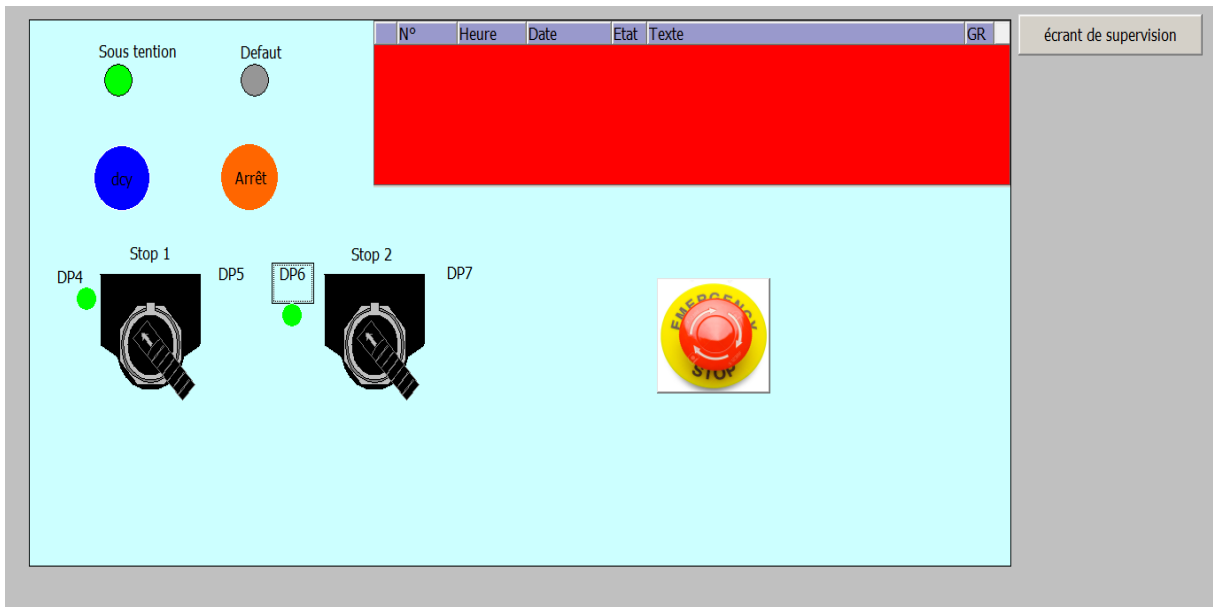 N° Heure Date Etat Texte GR
écrant de supervision
Sous tention Defaut
dcy Arrêt
Stop 1 Stop 2
DP4 DP5 DP6 DP7
EMERGENCY
STOP